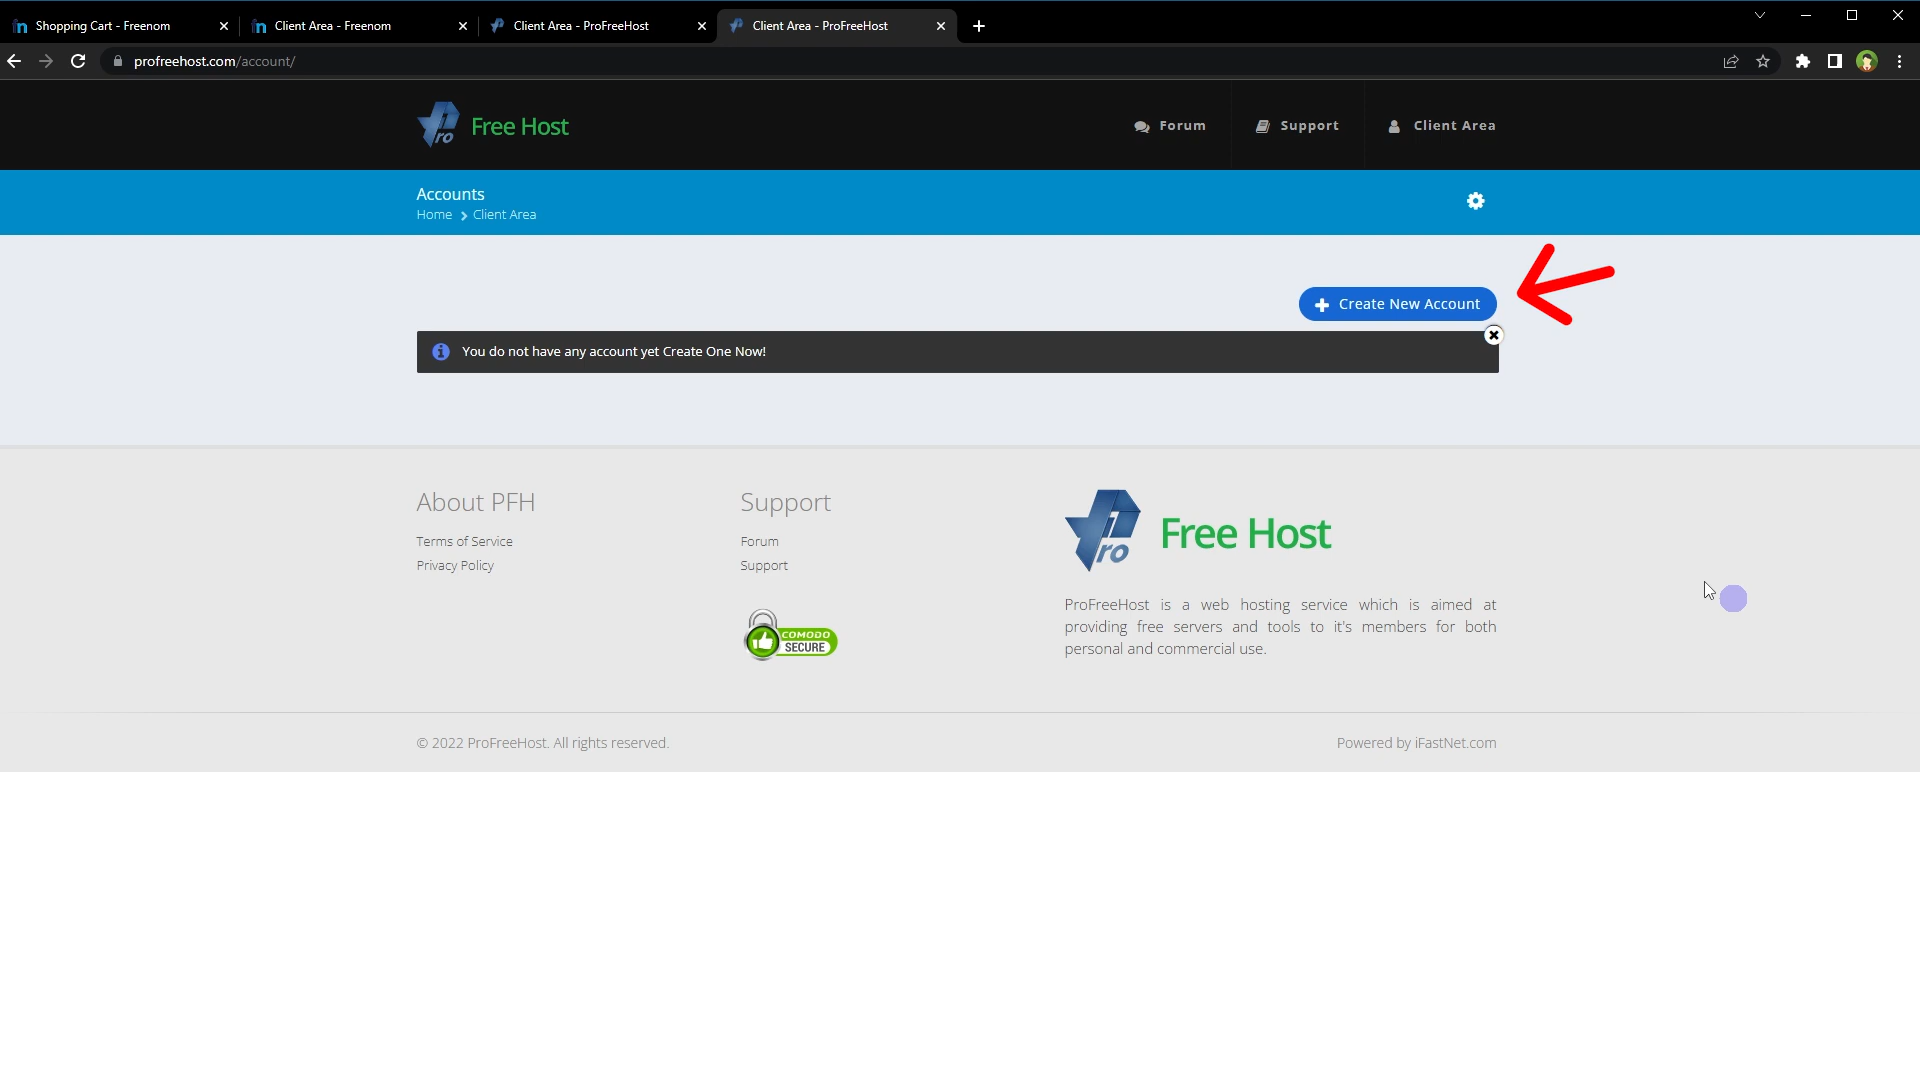 Shopping Cart - Freenom
Client Area - Freenom
Client Area - ProFreeHost
Client Area - ProFreeHost
profreehost.com/account/
ro Free Host
Forum
Support
Client Area
Accounts
Home
Client Area
Create New Account
You do not have any account yet Create One Now!
About PFH
Terms of Service
Privacy Policy
Support
Forum
Support
COMODO
SECURE
ro Free Host
ProFreeHost is a web hosting service which is aimed at
providing free servers and tools to it's members for both
personal and commercial use.
© 2022 ProFreeHost. All rights reserved.
Powered by iFastNet.com